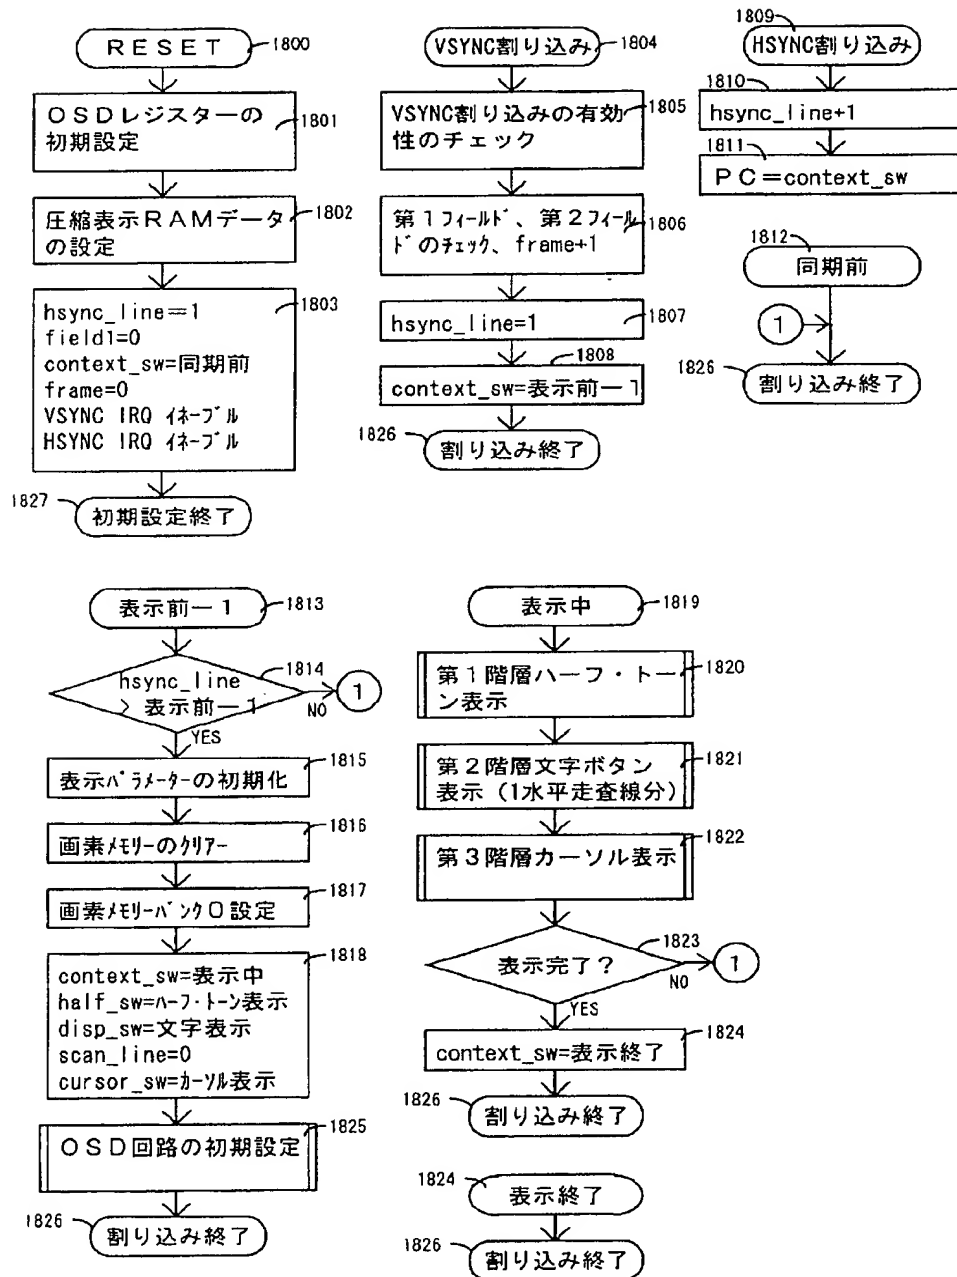 RESET
1800
OSDレジスターの
初期設定
1801
圧縮表示RAMデータ
の設定
1802
1803
hsync_line=1
field1=0
context_sw=同期前
frame=0
VSYNC IRQ イネーブル
HSYNC IRQ イネーブル
1827
初期設定終了
VSYNC割り込み
1804
VSYNC割り込みの有効
性のチェック
1805
第1フィールド、第2フィール
ドのチェック、frame+1
1806
hsync_line=1
1807
1808
context_sw=表示前ー1
1826
割り込み終了
1809
HSYNC割り込み
1810
hsync_line+1
1811
PC=context_sw
1812
同期前
1
1826
割り込み終了
表示前ー1
1813
1814
hsync_line
> 表示前ー1
NO
1
YES
1815
表示パラメーターの初期化
1816
画素メモリーのクリアー
1817
画素メモリーバンク0設定
1818
context_sw=表示中
half_sw=ハーフ・トーン表示
disp_sw=文字表示
scan_line=0
cursor_sw=カーソル表示
1825
OSD回路の初期設定
1826
割り込み終了
表示中
1819
第1階層ハーフ・トー
ン表示
1820
第2階層文字ボタン
表示(1水平走査線分)
1821
第3階層カーソル表示
1822
1823
表示完了?
NO
1
YES
1824
context_sw=表示終了
1826
割り込み終了
1824
表示終了
1826
割り込み終了